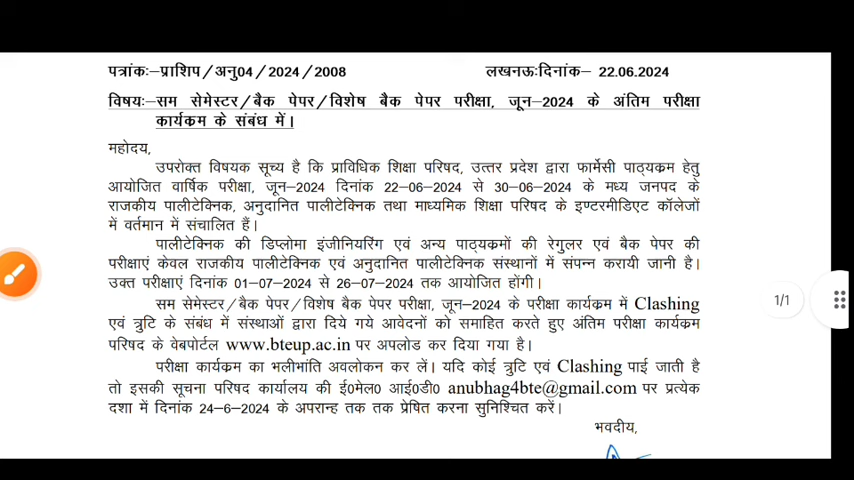 पत्रांकः–प्राशिप/अनु04/2024/2008 लखनऊःदिनांक– 22.06.2024
विषयः–सम सेमेस्टर/बैक पेपर/विशेष बैक पेपर परीक्षा, जून–2024 के अंतिम परीक्षा
कार्यक्रम के संबंध में।
महोदय,
उपरोक्त विषयक सूच्य है कि प्राविधिक शिक्षा परिषद, उत्तर प्रदेश द्वारा फार्मेसी पाठ्यक्रम हेतु
आयोजित वार्षिक परीक्षा, जून–2024 दिनांक 22–06–2024 से 30–06–2024 के मध्य जनपद के
राजकीय पालीटेक्निक, अनुदानित पालीटेक्निक तथा माध्यमिक शिक्षा परिषद के इण्टरमीडिएट कॉलेजों
में वर्तमान में संचालित हैं।
पालीटेक्निक की डिप्लोमा इंजीनियरिंग एवं अन्य पाठ्यक्रमों की रेगुलर एवं बैक पेपर की
परीक्षाएं केवल राजकीय पालीटेक्निक एवं अनुदानित पालीटेक्निक संस्थानों में संपन्न करायी जानी है।
उक्त परीक्षाएं दिनांक 01–07–2024 से 26–07–2024 तक आयोजित होंगी।
सम सेमेस्टर/बैक पेपर/विशेष बैक पेपर परीक्षा, जून–2024 के परीक्षा कार्यक्रम में Clashing
एवं त्रुटि के संबंध में संस्थाओं द्वारा दिये गये आवेदनों को समाहित करते हुए अंतिम परीक्षा कार्यक्रम
परिषद के वेबपोर्टल www.bteup.ac.in पर अपलोड कर दिया गया है।
परीक्षा कार्यक्रम का भलीभांति अवलोकन कर लें। यदि कोई त्रुटि एवं Clashing पाई जाती है
तो इसकी सूचना परिषद कार्यालय की ई0मेल0 आई0डी0 anubhag4bte@gmail.com पर प्रत्येक
दशा में दिनांक 24–6–2024 के अपरान्ह तक तक प्रेषित करना सुनिश्चित करें।
भवदीय,
1/1